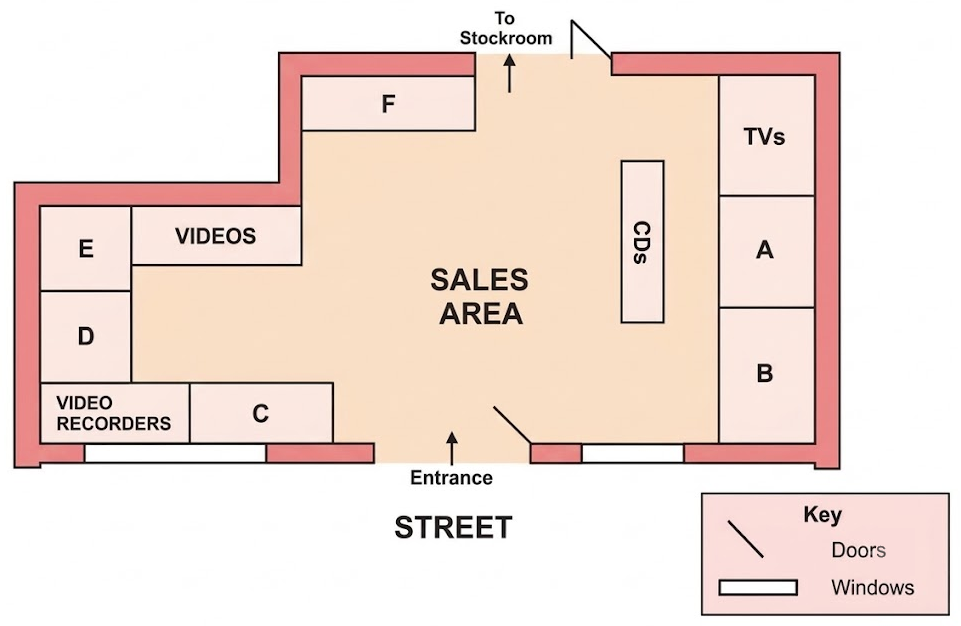 To
Stockroom
F
TVs
E
VIDEOS
CDs
A
SALES
AREA
D
B
VIDEO
RECORDERS
C
Entrance
STREET
Key
Doors
Windows